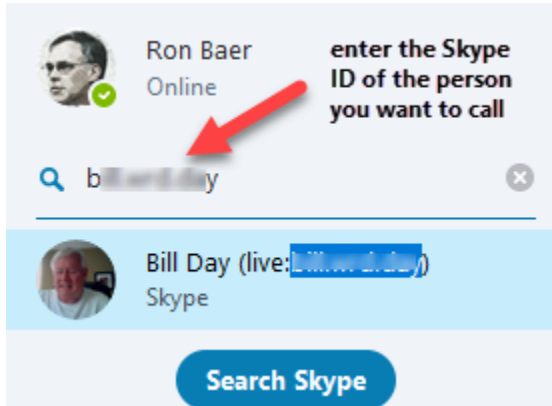 Ron Baer
Online
enter the Skype
ID of the person
you want to call
Bill Day (live:
Skype
Search Skype